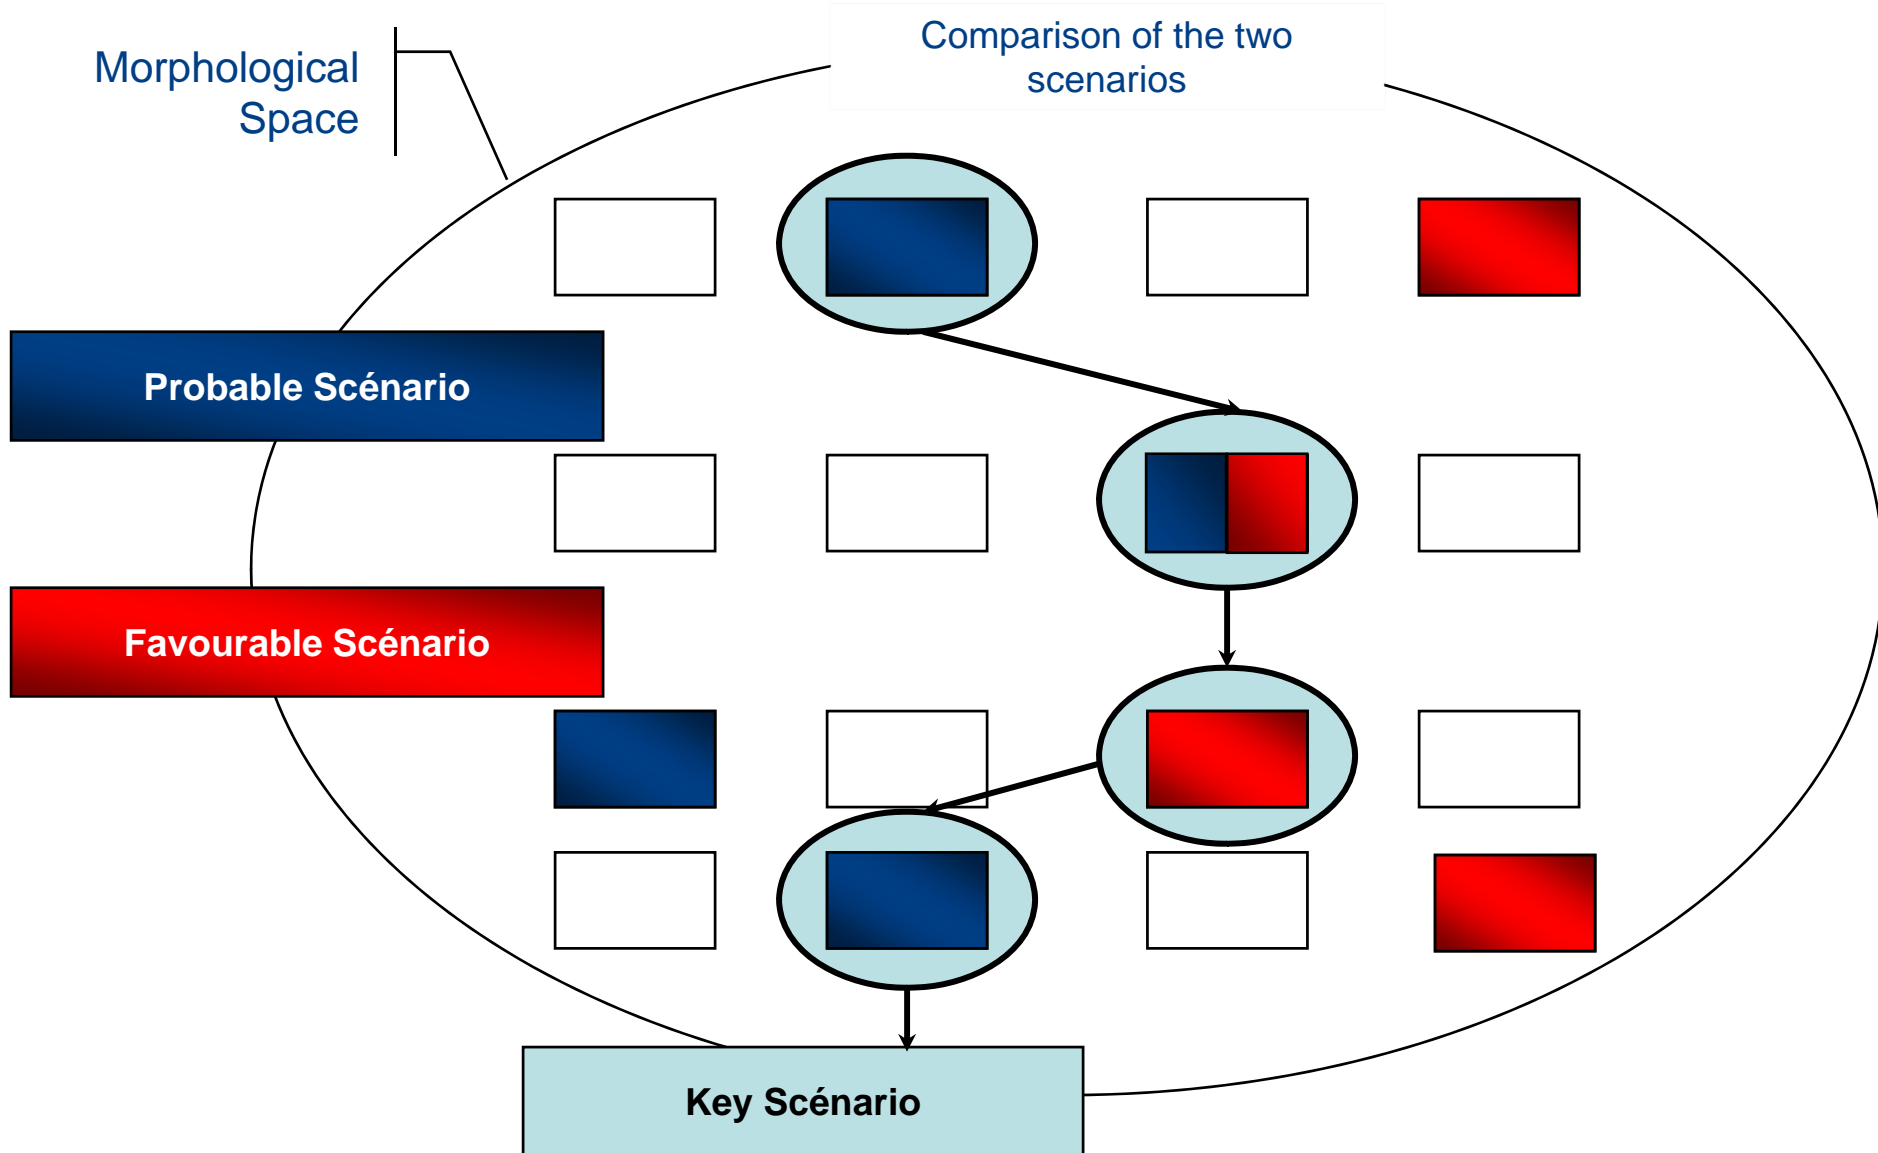 Comparison of the two
scenarios
Morphological
Space
Probable Scénario
Favourable Scénario
Key Scénario